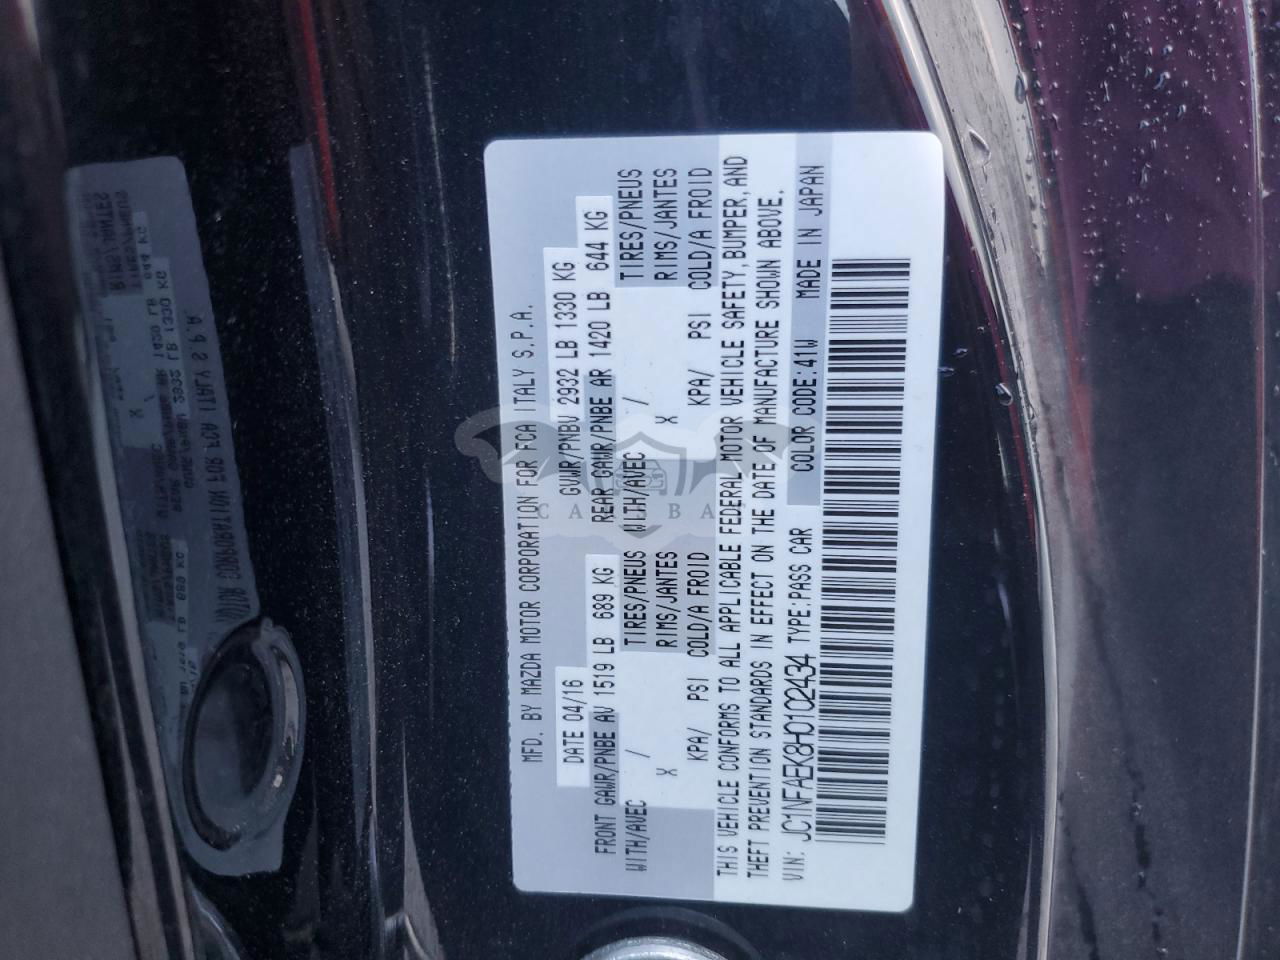 MFD. BY MAZDA MOTOR CORPORATION FOR FCA ITALY S.P.A.
DATE 04/16 GVWR/PNBV 2932 LB 1330 KG
FRONT GAWR/PNBE AV 1519 LB 689 KG REAR GAWR/PNBE AR 1420 LB 644 KG
WITH/AVEC / TIRES/PNEUS WITH/AVEC / TIRES/PNEUS
X RIMS/JANTES X RIMS/JANTES
KPA/ PSI COLD/A FROID KPA/ PSI COLD/A FROID
THIS VEHICLE CONFORMS TO ALL APPLICABLE FEDERAL MOTOR VEHICLE SAFETY, BUMPER, AND
THEFT PREVENTION STANDARDS IN EFFECT ON THE DATE OF MANUFACTURE SHOWN ABOVE.
VIN: JC1NFAEK8H0102434 TYPE:PASS CAR COLOR CODE:41W MADE IN JAPAN